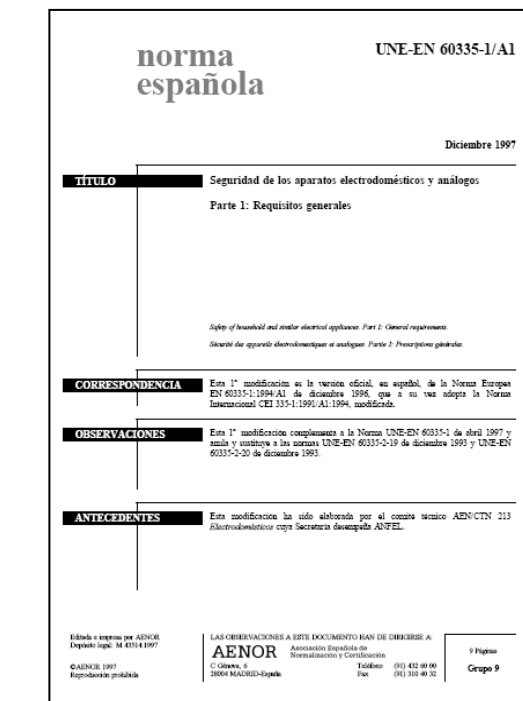 norma
española
UNE-EN 60335-1/A1
Diciembre 1997
TÍTULO
Seguridad de los aparatos electrodomésticos y análogos
Parte 1: Requisitos generales
Safety of household and similar electrical appliances. Part 1: General requirements.
Sécurité des appareils électrodomestiques et analogues. Partie 1: Prescriptions générales.
CORRESPONDENCIA
Esta 1ª modificación es la versión oficial, en español, de la Norma Europea
EN 60335-1:1994/A1 de diciembre 1996, que a su vez adopta la Norma
Internacional CEI 335-1:1991/A1:1994, modificada.
OBSERVACIONES
Esta 1ª modificación complementa a la Norma UNE-EN 60335-1 de abril 1997 y
anula y sustituye a las normas UNE-EN 60335-2-19 de diciembre 1993 y UNE-EN
60335-2-20 de diciembre 1993.
ANTECEDENTES
Esta modificación ha sido elaborada por el comité técnico AEN/CTN 213
Electrodomésticos cuya Secretaría desempeña ANFEL.
Editada e impresa por AENOR
Depósito legal: M 43514:1997
©AENOR 1997
Reproducción prohibida
LAS OBSERVACIONES A ESTE DOCUMENTO HAN DE DIRIGIRSE A:
AENOR
Asociación Española de
Normalización y Certificación
C Génova, 6
28004 MADRID-España
Teléfono (91) 432 60 00
Fax (91) 310 40 32
9 Páginas
Grupo 9